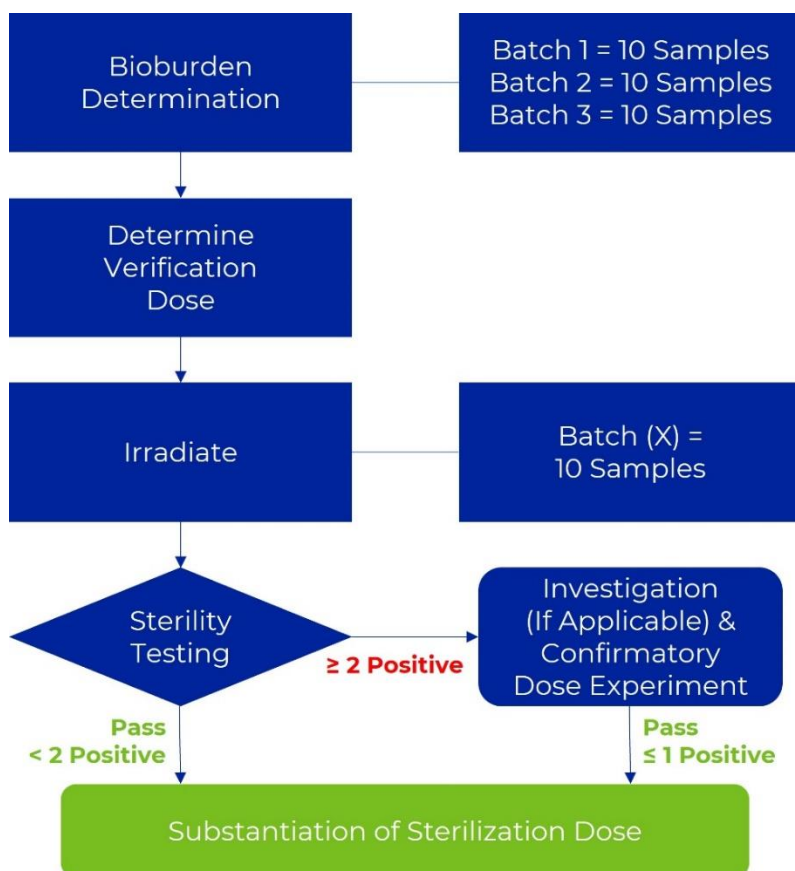 Bioburden
Determination
Batch 1 = 10 Samples
Batch 2 = 10 Samples
Batch 3 = 10 Samples
Determine
Verification
Dose
Irradiate
Batch (X) =
10 Samples
Sterility
Testing
≥ 2 Positive
Investigation
(If Applicable) &
Confirmatory
Dose Experiment
Pass
< 2 Positive
Pass
≤ 1 Positive
Substantiation of Sterilization Dose